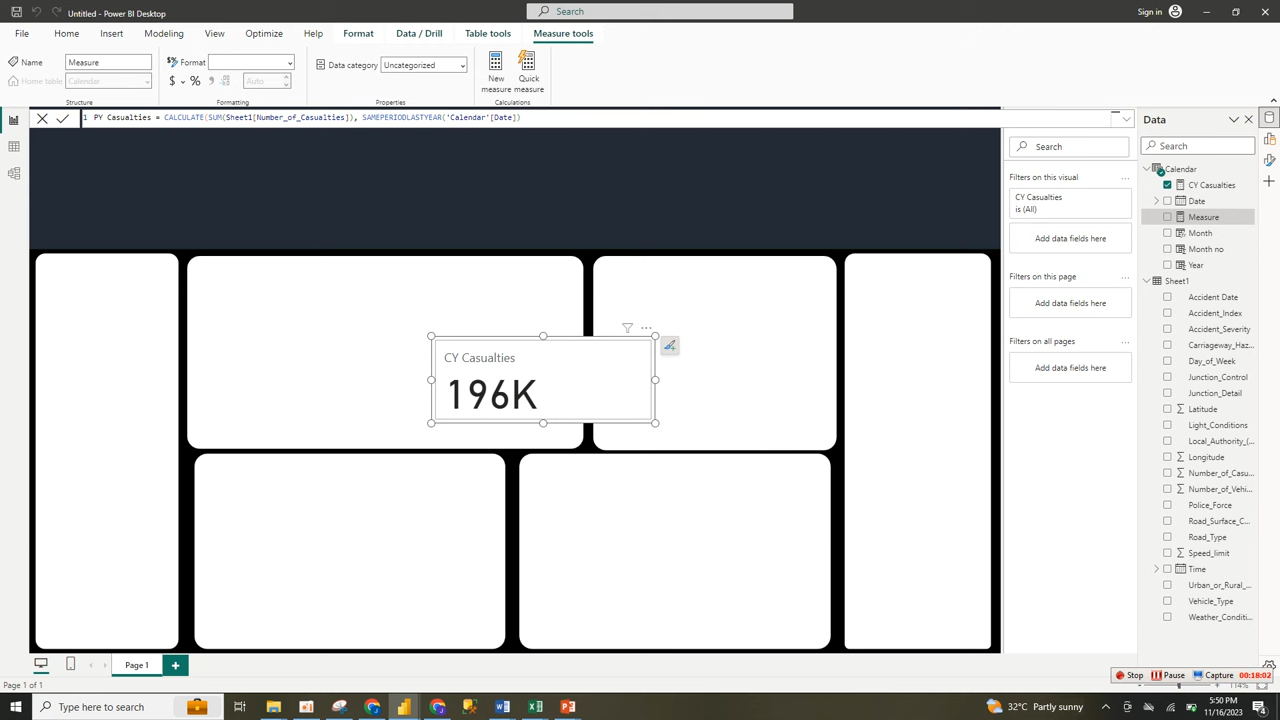 Untitled - Power BI Desktop
Search
Sign in
File
Home
Insert
Modeling
View
Optimize
Help
Format
Data / Drill
Table tools
Measure tools
Name
Measure
Home table
Calendar
Structure
Format
$
%
Auto
Formatting
Data category
Uncategorized
Properties
New
measure
Quick
measure
Calculations
1 PY Casualties = CALCULATE(SUM(Sheet1[Number_of_Casualties]), SAMEPERIODLASTYEAR('Calendar'[Date])
CY Casualties
196K
Search
Filters on this visual
...
CY Casualties
is (All)
Add data fields here
Filters on this page
...
Add data fields here
Filters on all pages
...
Add data fields here
Data
Search
Calendar
CY Casualties
Date
Measure
Month
Month no
Year
Sheet1
Accident Date
Accident_Index
Accident_Severity
Carriageway_Haz...
Day_of_Week
Junction_Control
Junction_Detail
Latitude
Light_Conditions
Local_Authority_(...
Longitude
Number_of_Casu...
Number_of_Vehi...
Police_Force
Road_Surface_C...
Road_Type
Speed_limit
Time
Urban_or_Rural_...
Vehicle_Type
Weather_Conditi...
Page 1
Page 1 of 1
Stop
Pause
Capture
00:18:02
114%
Type here to search
32°C Partly sunny
5:50 PM
11/16/2023